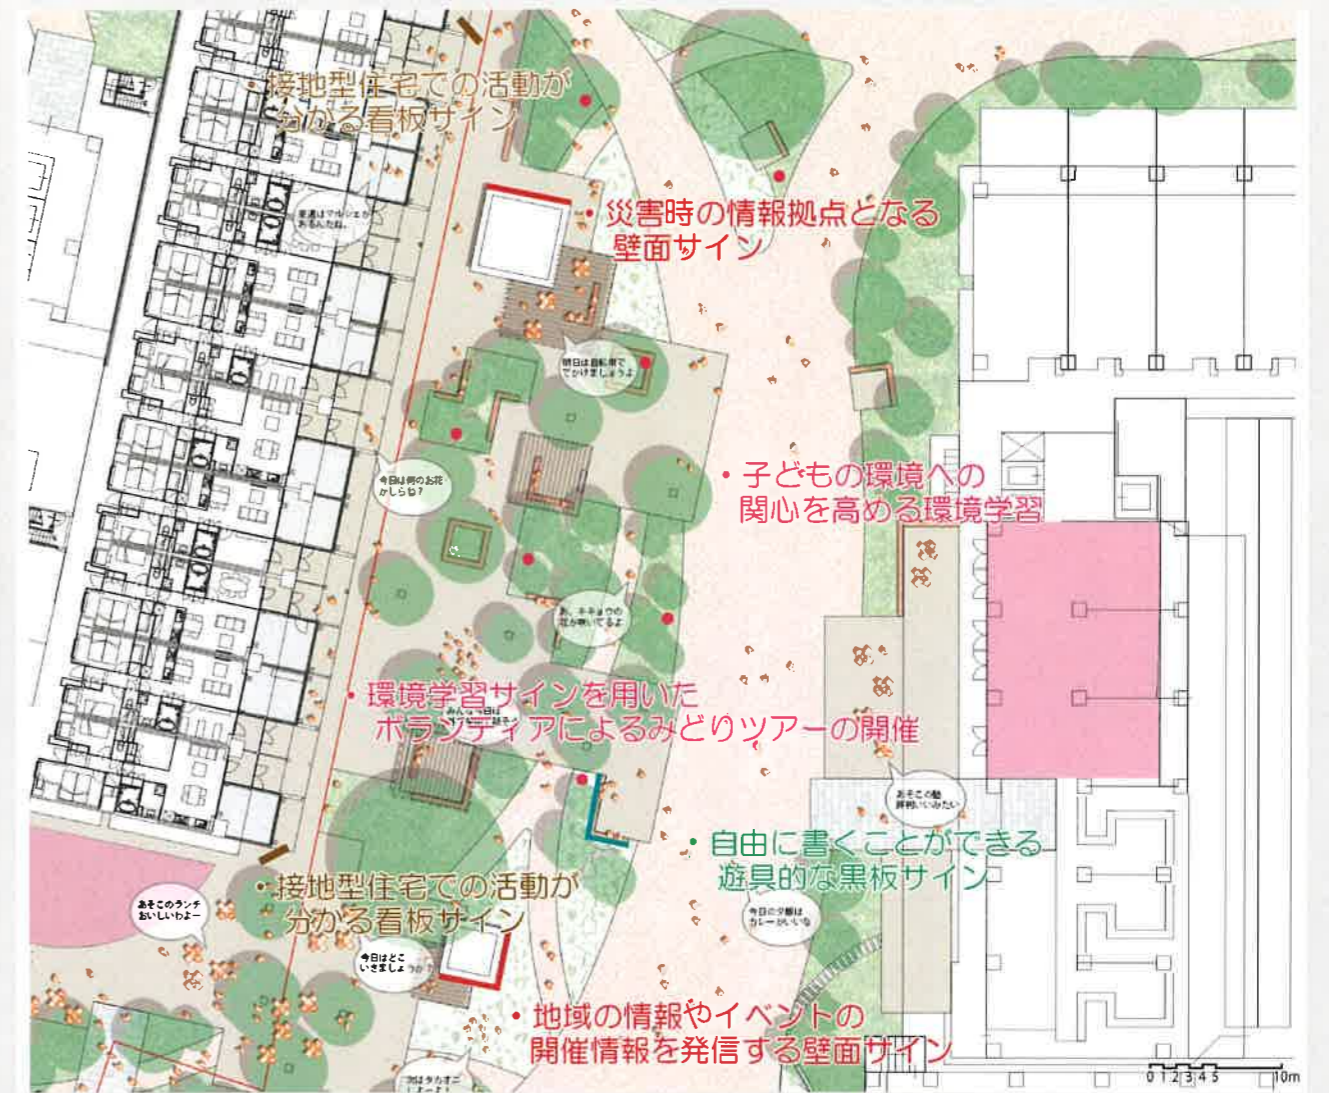 ・接地型住宅での活動が
分かる看板サイン
・災害時の情報拠点となる
壁面サイン
明日は自転車で
でかけましょうよ
・子どもの環境への
関心を高める環境学習
今日は何のお花
かしらね？
あ、キキョウの
花が咲いてるよ
・環境学習サインを用いた
ボランティアによるみどりツアーの開催
あそこの塾
評判いいみたい
・自由に書くことができる
遊具的な黒板サイン
・接地型住宅での活動が
分かる看板サイン
あそこのランチ
おいしいわよー
今日の夕飯は
カレーがいいな
今日はどこ
いきましょうか？
・地域の情報やイベントの
開催情報を発信する壁面サイン
0 1 2 3 4 5 10m